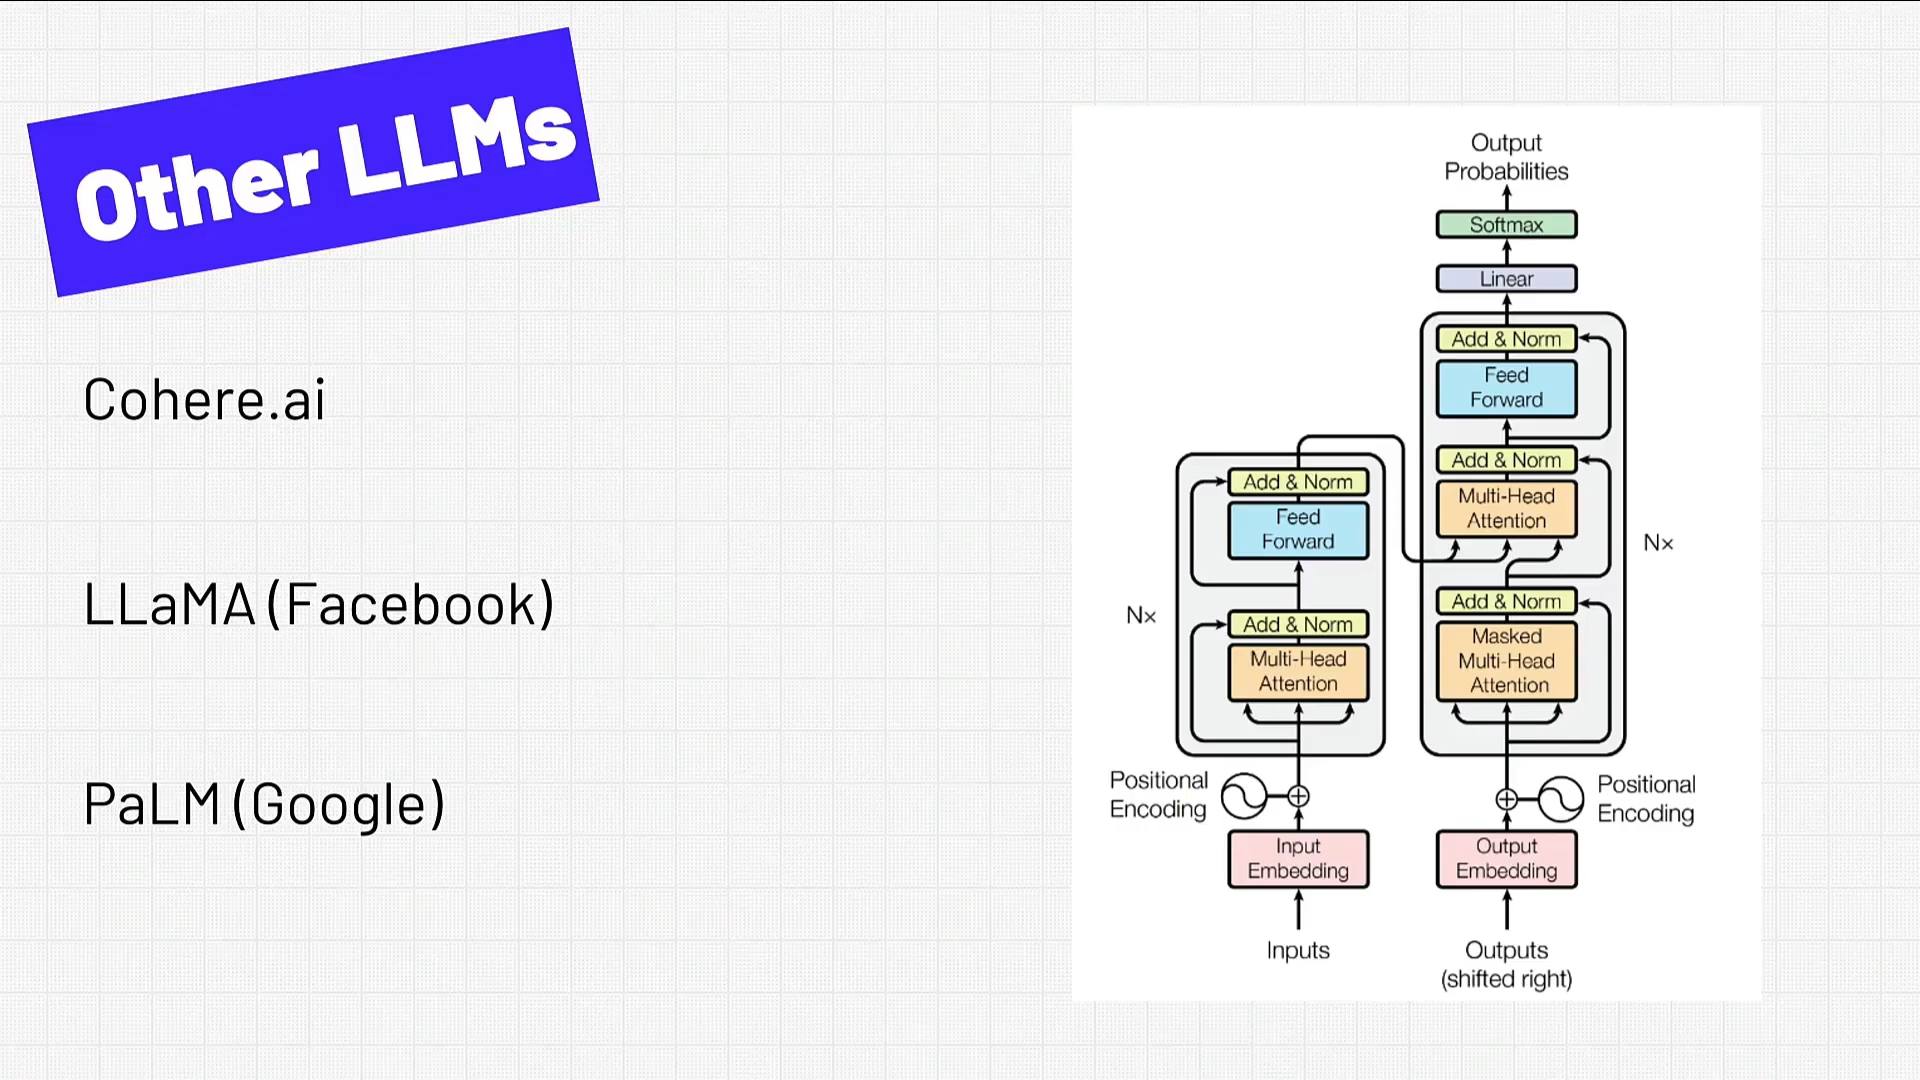 Other LLMs
Cohere.ai
LLaMA (Facebook)
PaLM (Google)
Output
Probabilities
Softmax
Linear
Add & Norm
Feed
Forward
Add & Norm
Multi-Head
Attention
Nx
Add & Norm
Masked
Multi-Head
Attention
Add & Norm
Feed
Forward
Nx
Add & Norm
Multi-Head
Attention
Positional
Encoding
Positional
Encoding
Input
Embedding
Output
Embedding
Inputs
Outputs
(shifted right)